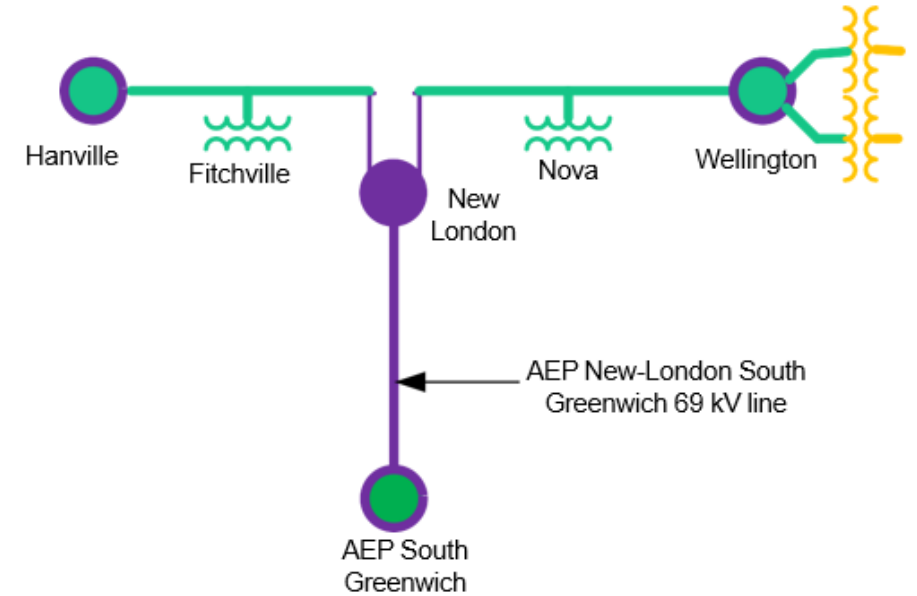 Hanville
Fitchville
New
London
Nova
Wellington
AEP New-London South
Greenwich 69 kV line
AEP South
Greenwich